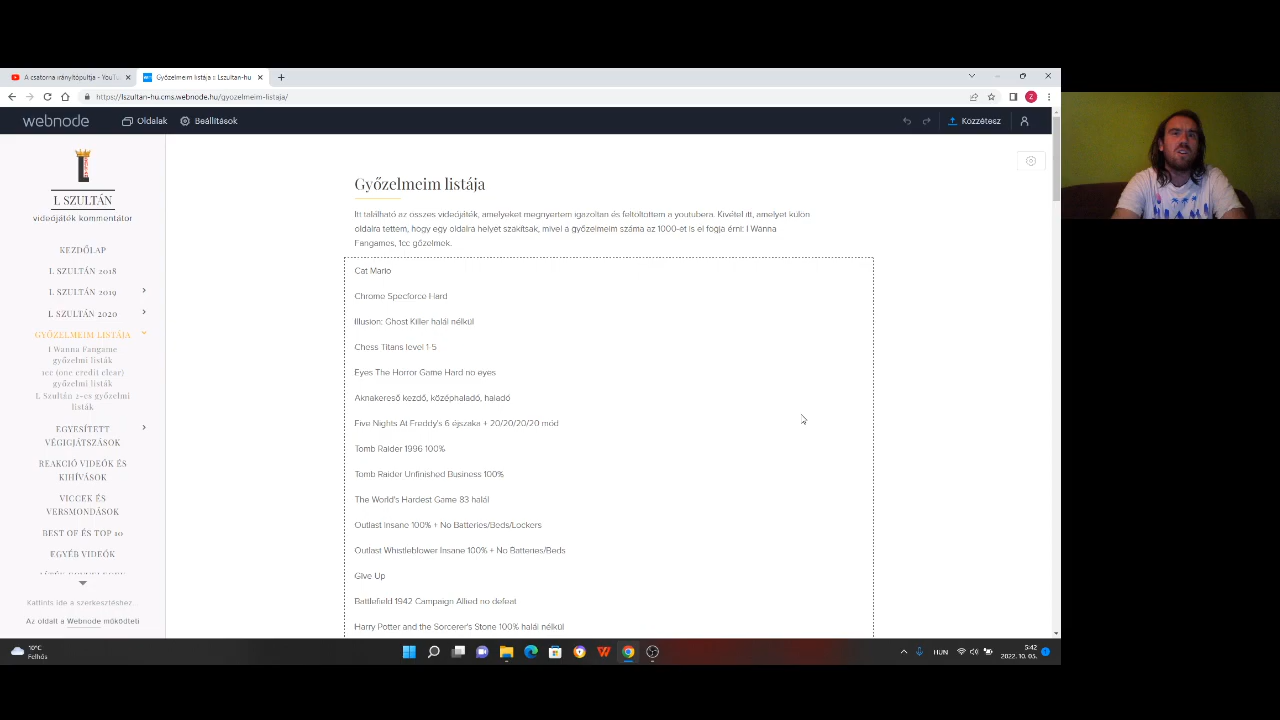 A csatorna irányítópultja - YouTu
Győzelmeim listája :: Lszultan-hu
https://lszultan-hu.cms.webnode.hu/gyozelmeim-listaja/
webnode
Oldalak
Beállítások
Közzétesz
L SZULTÁN
videójáték kommentátor
KEZDŐLAP
L SZULTÁN 2018
L SZULTÁN 2019
L SZULTÁN 2020
GYŐZELMEIM LISTÁJA
I Wanna Fangame
győzelmi listák
1cc (one credit clear)
győzelmi listák
L Szultán 2-es győzelmi
listák
EGYESÍTETT
VÉGIGJÁTSZÁSOK
REAKCIÓ VIDEÓK ÉS
KIHÍVÁSOK
VICCEK ÉS
VERSMONDÁSOK
BEST OF ÉS TOP 10
EGYÉB VIDEÓK
Kattints ide a szerkesztéshez
Az oldalt a Webnode működteti
Győzelmeim listája
Itt található az összes videójáték, amelyeket megnyertem igazoltan és feltöltöttem a youtubera. Kivétel itt, amelyet külön
oldalra tettem, hogy egy oldalra helyet szakítsak, mivel a győzelmeim száma az 1000-et is el fogja érni: I Wanna
Fangames, 1cc gőzelmek.
Cat Mario
Chrome Specforce Hard
Illusion: Ghost Killer halál nélkül
Chess Titans level 1-5
Eyes The Horror Game Hard no eyes
Aknakereső kezdő, középhaladó, haladó
Five Nights At Freddy's 6 éjszaka + 20/20/20/20 mód
Tomb Raider 1996 100%
Tomb Raider Unfinished Business 100%
The World's Hardest Game 83 halál
Outlast Insane 100% + No Batteries/Beds/Lockers
Outlast Whistleblower Insane 100% + No Batteries/Beds
Give Up
Battlefield 1942 Campaign Allied no defeat
Harry Potter and the Sorcerer's Stone 100% halál nélkül
10°C
Felhős
HUN
5:42
2022. 10. 03.